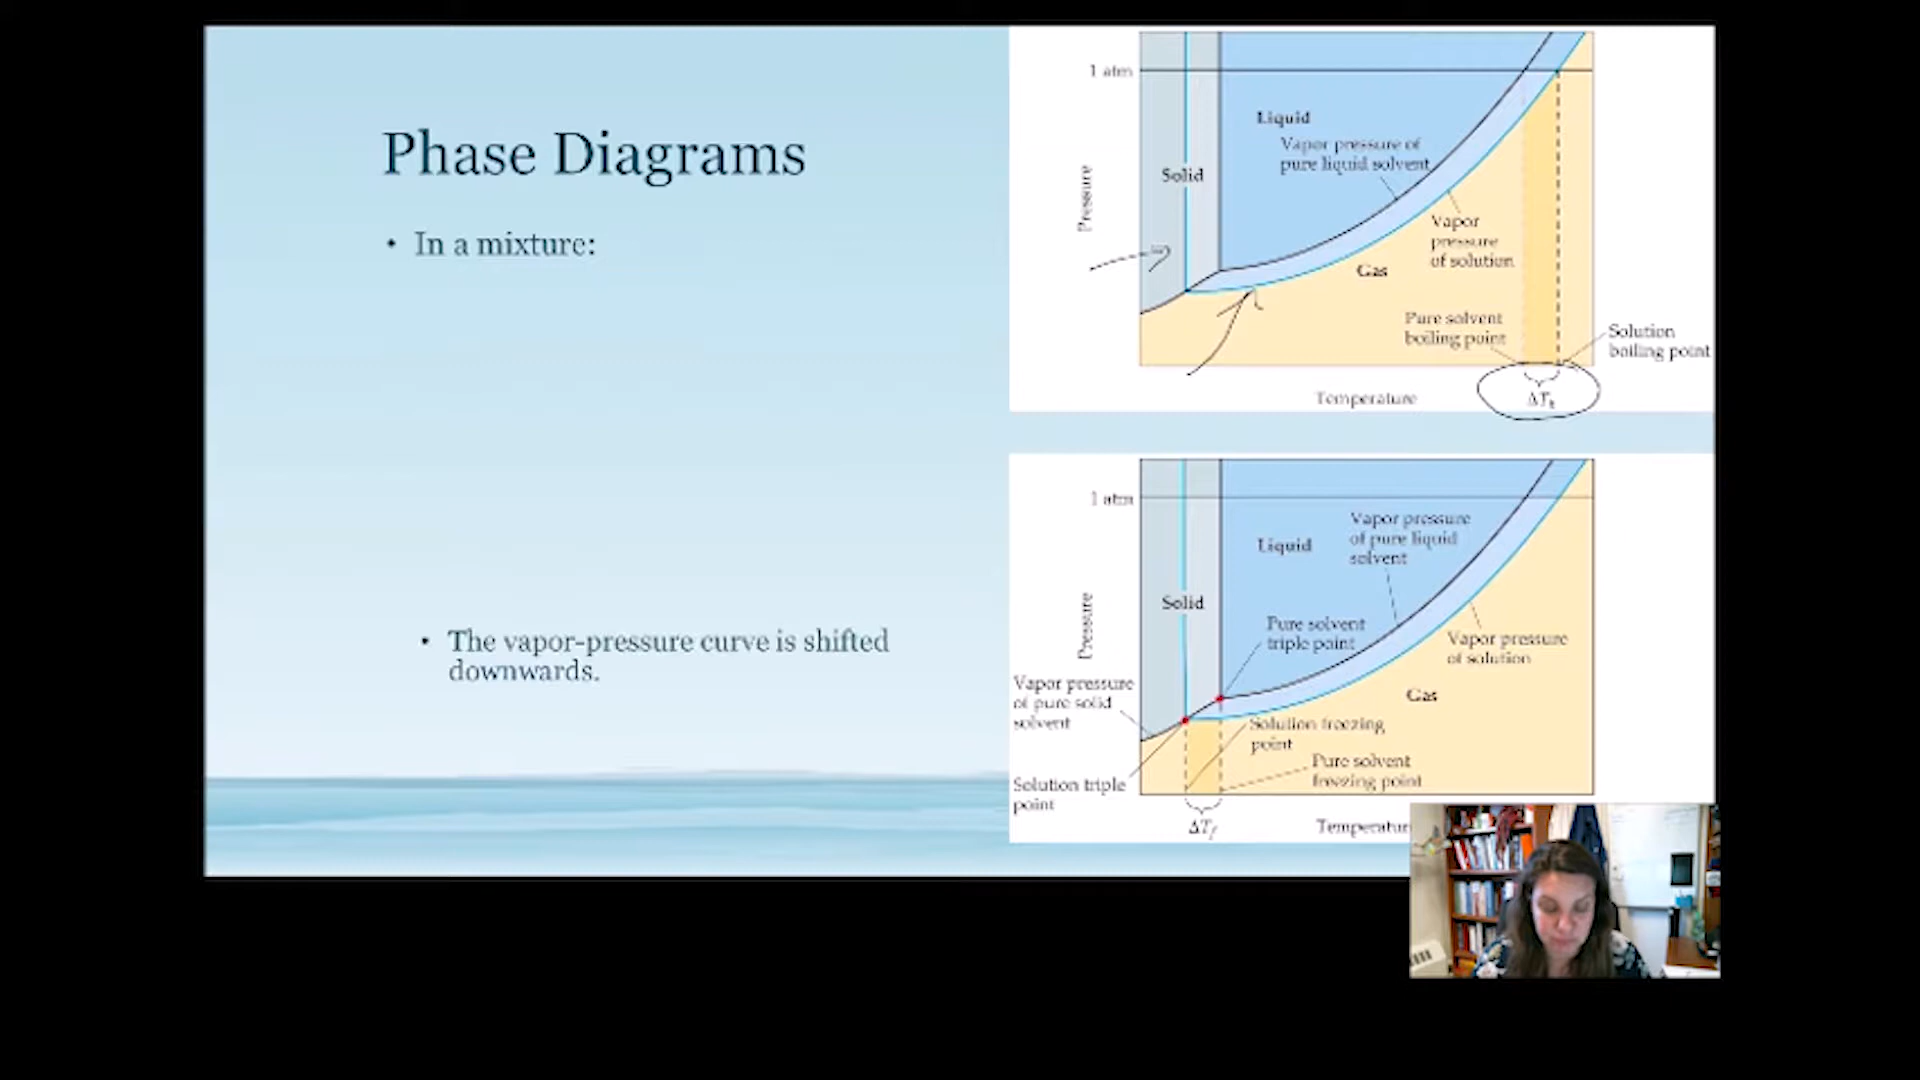 Phase Diagrams
• In a mixture:
• The vapor-pressure curve is shifted
downwards.
1 atm
Pressure
Solid
Liquid
Vapor pressure of
pure liquid solvent
Vapor
pressure
of solution
Gas
Pure solvent
boiling point
Solution
boiling point
Temperature
ΔTb
1 atm
Pressure
Solid
Liquid
Vapor pressure
of pure liquid
solvent
Pure solvent
triple point
Vapor pressure
of solution
Vapor pressure
of pure solid
solvent
Gas
Solution freezing
point
Pure solvent
freezing point
Solution triple
point
ΔTf